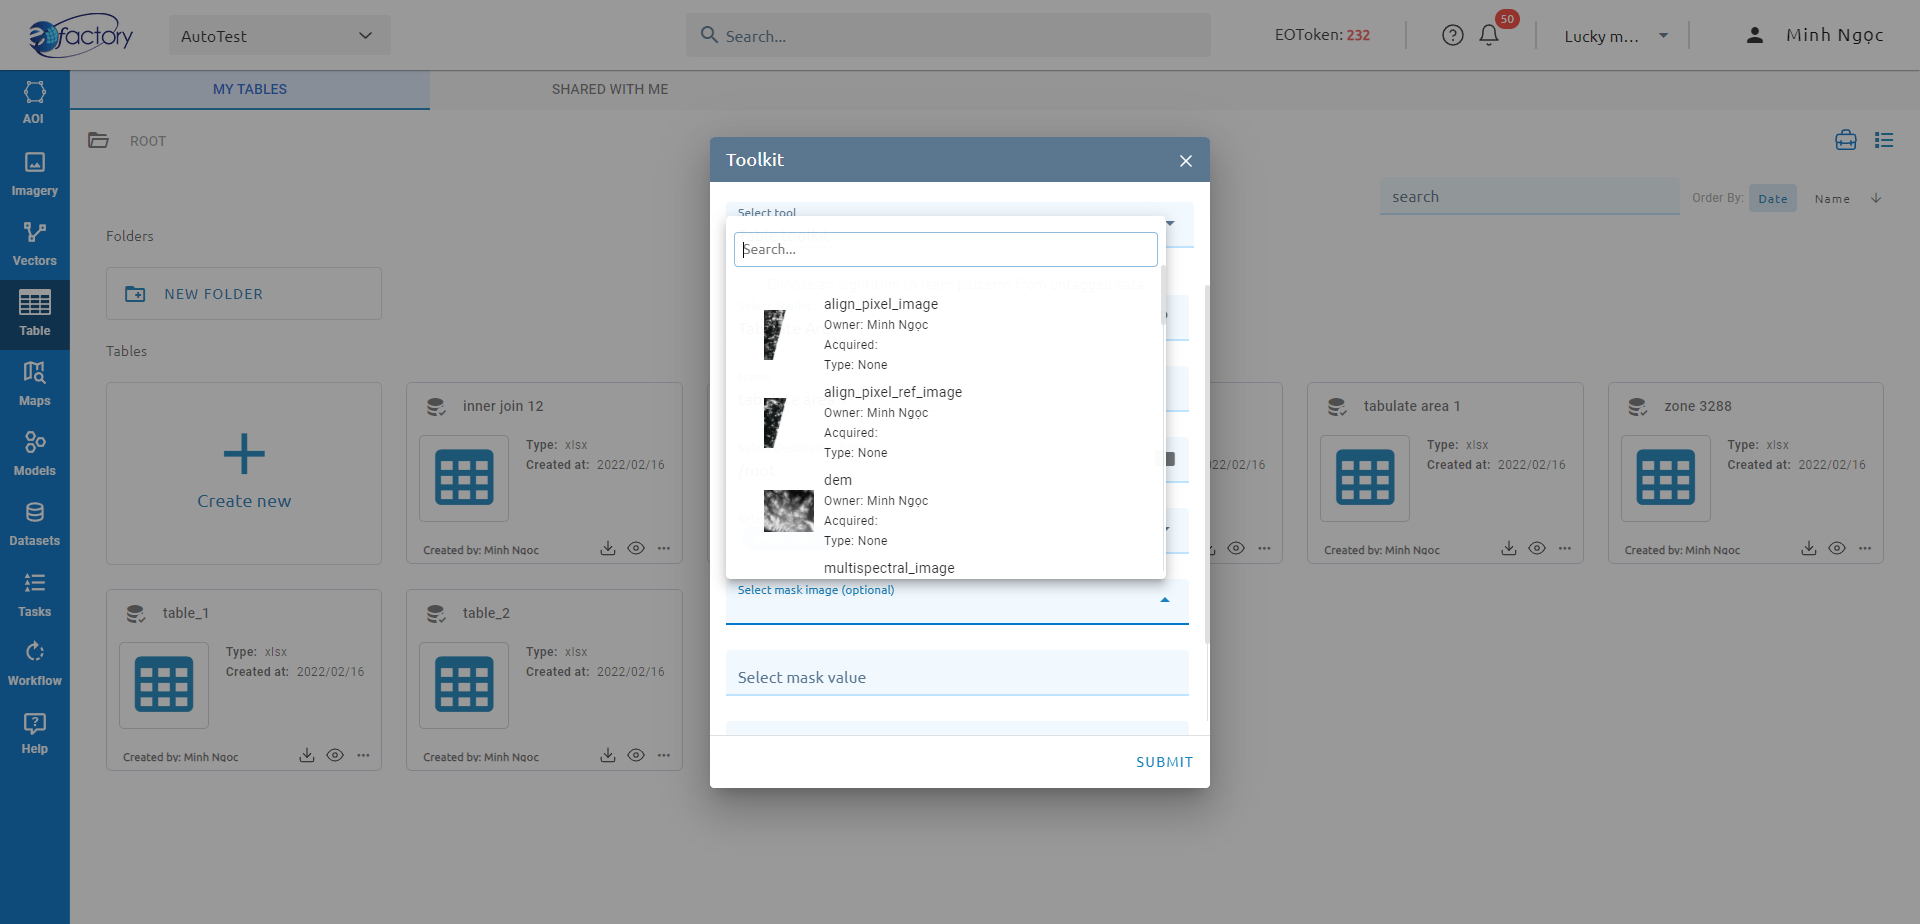 eofactory
AutoTest
Search...
EOToken: 232
50
Lucky m...
Minh Ngọc
AOI
Imagery
Vectors
Table
Maps
Models
Datasets
Tasks
Workflow
Help
MY TABLES
SHARED WITH ME
ROOT
search
Order By:
Date
Name
Folders
NEW FOLDER
Tables
Create new
inner join 12
Type: xlsx
Created at: 2022/02/16
Created by: Minh Ngoc
022/02/16
tabulate area 1
Type: xlsx
Created at: 2022/02/16
Created by: Minh Ngoc
zone 3288
Type: xlsx
Created at: 2022/02/16
Created by: Minh Ngoc
table_1
Type: xlsx
Created at: 2022/02/16
Created by: Minh Ngoc
table_2
Type: xlsx
Created at: 2022/02/16
Created by: Minh Ngoc
Toolkit
Select tool
Search...
align_pixel_image
Owner: Minh Ngọc
Acquired:
Type: None
align_pixel_ref_image
Owner: Minh Ngọc
Acquired:
Type: None
dem
Owner: Minh Ngọc
Acquired:
Type: None
multispectral_image
Select mask image (optional)
Select mask value
SUBMIT